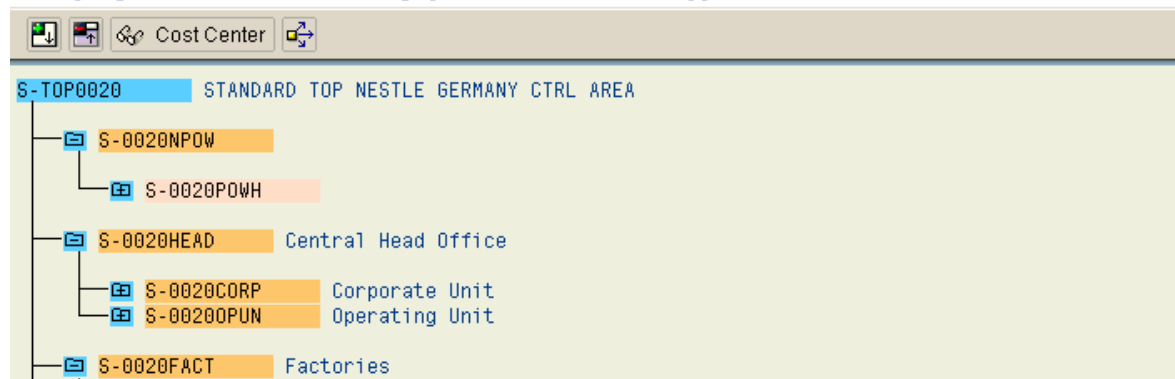 Cost Center
S-TOP0020 STANDARD TOP NESTLE GERMANY CTRL AREA
S-0020NPOW
S-0020POWH
S-0020HEAD Central Head Office
S-0020CORP Corporate Unit
S-0020OPUN Operating Unit
S-0020FACT Factories